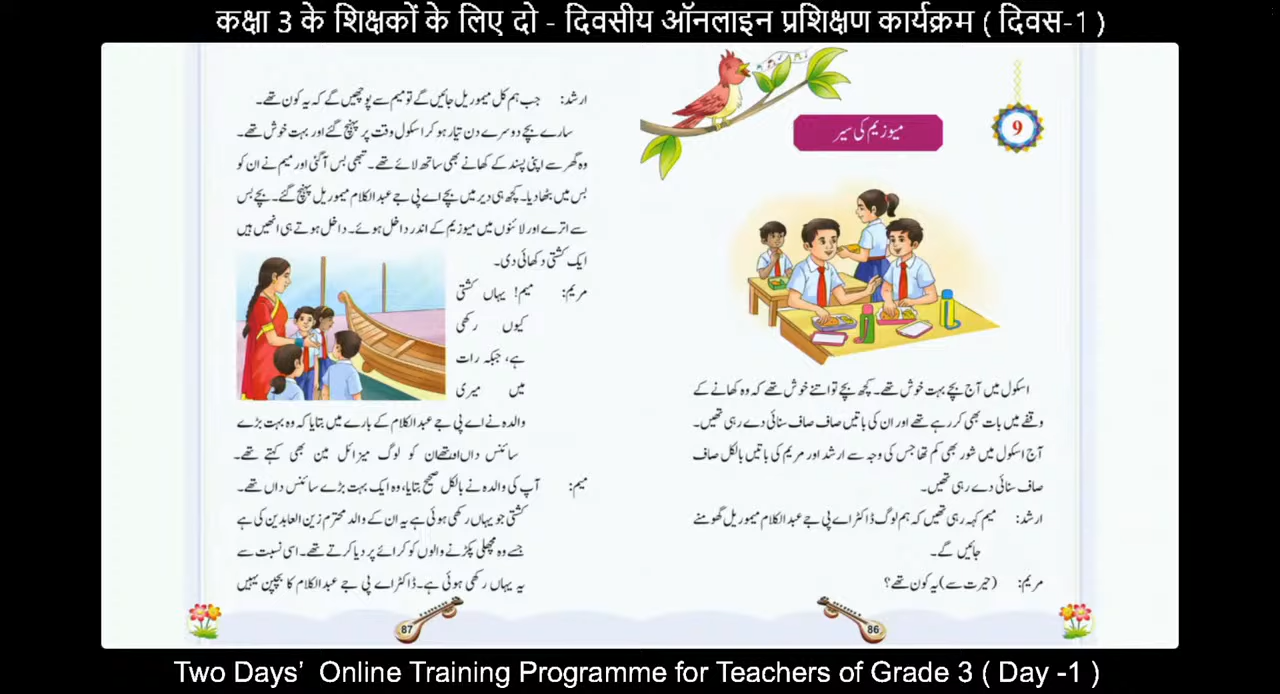 कक्षा 3 के शिक्षकों के लिए दो - दिवसीय ऑनलाइन प्रशिक्षण कार्यक्रम ( दिवस-1 )
9
میوزیم کی سیر
اسکول میں آج بچے بہت خوش تھے۔ کچھ بچے تو اتنے خوش تھے کہ وہ کھانے کے
وقفے میں بات بھی کر رہے تھے اور ان کی باتیں صاف صاف سنائی دے رہی تھیں۔
آج اسکول میں شور بھی کم تھا جس کی وجہ سے ارشد اور مریم کی باتیں بالکل صاف
صاف سنائی دے رہی تھیں۔
ارشد: میم کہہ رہی تھیں کہ ہم لوگ ڈاکٹر اے پی جے عبدالکلام میموریل گھومنے
جائیں گے۔
مریم: (حیرت سے) یہ کون تھے؟
86
ارشد: جب ہم کل میموریل جائیں گے تو میم سے پوچھیں گے کہ یہ کون تھے۔
سارے بچے دوسرے دن تیار ہو کر اسکول وقت پر پہنچ گئے اور بہت خوش تھے۔
وہ گھر سے اپنی پسند کے کھانے بھی ساتھ لائے تھے۔ تبھی بس آگئی اور میم نے ان کو
بس میں بٹھا دیا۔ کچھ ہی دیر میں بچے اے پی جے عبدالکلام میموریل پہنچ گئے۔ بچے بس
سے اترے اور لائنوں میں میوزیم کے اندر داخل ہوئے۔ داخل ہوتے ہی انھیں ہیں
ایک کشتی دکھائی دی۔
مریم: میم! یہاں کشتی
کیوں رکھی
ہے، جبکہ رات
میں میری
والدہ نے اے پی جے عبدالکلام کے بارے میں بتایا کہ وہ بہت بڑے
سائنس داں تھے ان کو لوگ میزائل مین بھی کہتے تھے۔
میم: آپ کی والدہ نے بالکل صحیح بتایا، وہ ایک بہت بڑے سائنس داں تھے۔
کشتی جو یہاں رکھی ہوئی ہے یہ ان کے والد محترم زین العابدین کی ہے
جسے وہ مچھلی پکڑنے والوں کو کرائے پر دیا کرتے تھے۔ اسی نسبت سے
یہ یہاں رکھی ہوئی ہے۔ ڈاکٹر اے پی جے عبدالکلام کا بچپن یہیں
87
Two Days’ Online Training Programme for Teachers of Grade 3 ( Day -1 )